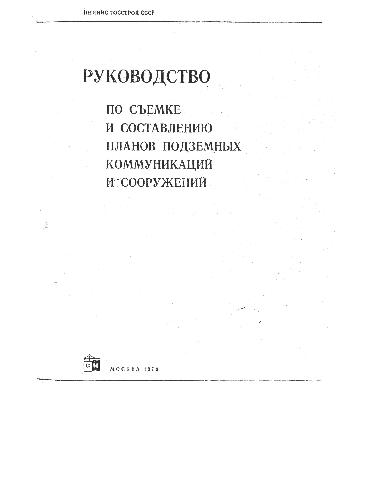 РУКОВОДСТВО
ПО СЪЕМКЕ
И СОСТАВЛЕНИЮ
ПЛАНОВ ПОДЗЕМНЫХ
КОММУНИКАЦИЙ
И СООРУЖЕНИЙ
МОСКВА